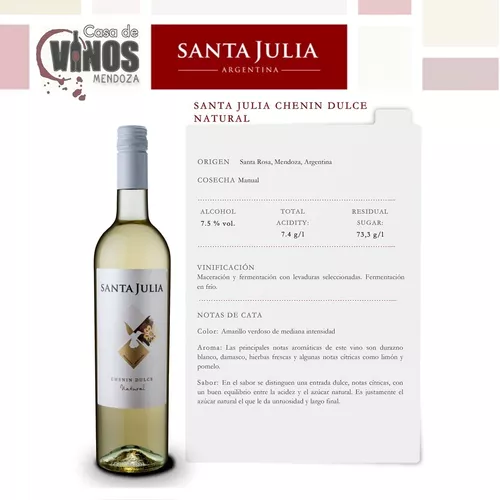 Casa de
VINOS
MENDOZA
SANTA JULIA
ARGENTINA
SANTA JULIA CHENIN DULCE
NATURAL
ORIGEN Santa Rosa, Mendoza, Argentina
COSECHA Manual
ALCOHOL TOTAL RESIDUAL
ACIDITY: SUGAR:
7.5 % vol. 7.4 g/l 73,3 g/l
VINIFICACIÓN
Maceración y fermentación con levaduras seleccionadas. Fermentación
en frío.
NOTAS DE CATA
Color: Amarillo verdoso de mediana intensidad
Aroma: Las principales notas aromáticas de este vino son durazno
blanco, damasco, hierbas frescas y algunas notas cítricas como limón y
pomelo.
Sabor: En el sabor se distinguen una entrada dulce, notas cítricas, con
un buen equilibrio entre la acidez y el azúcar natural. Es justamente el
azúcar natural el que le da untuosidad y largo final.
SANTA JULIA
CHENIN DULCE
Natural